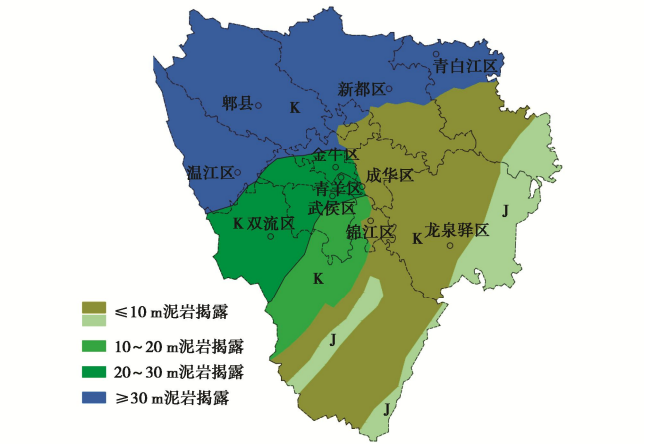 青白江区
新都区
郫县
K
温江区
金牛区
成华区
青羊区
武侯区
K 双流区
锦江区
K
龙泉驿区
J
K
J
J
≤10 m泥岩揭露
10~20 m泥岩揭露
20~30 m泥岩揭露
≥30 m泥岩揭露